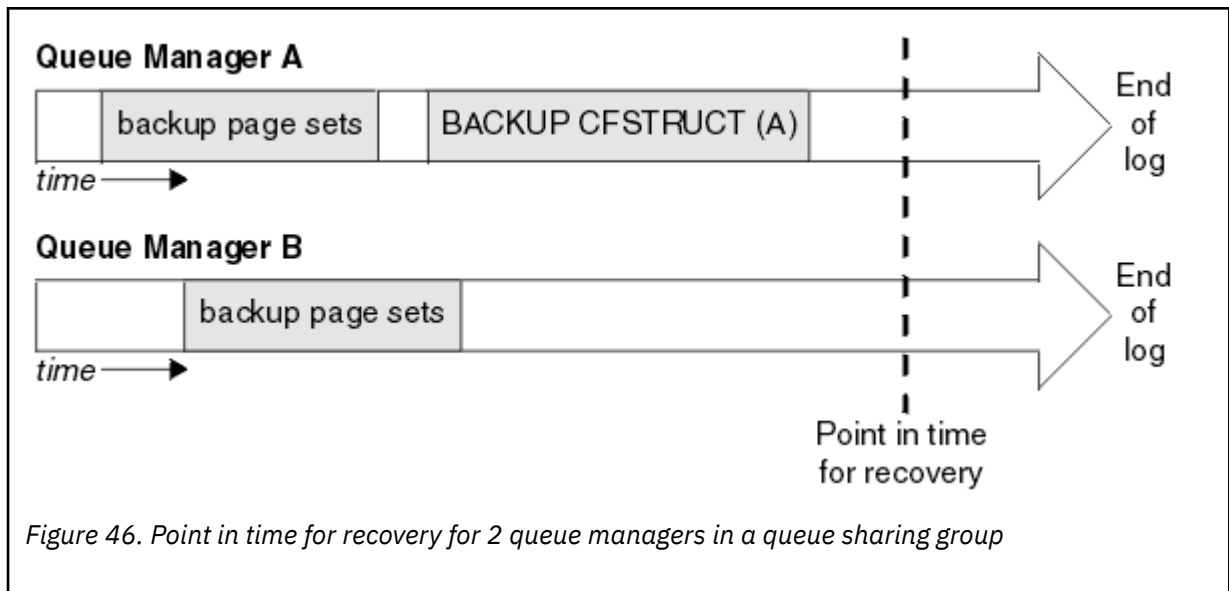 Queue Manager A
backup page sets
BACKUP CFSTRUCT (A)
End
of
log
time
Queue Manager B
backup page sets
End
of
log
time
Point in time
for recovery
Figure 46. Point in time for recovery for 2 queue managers in a queue sharing group